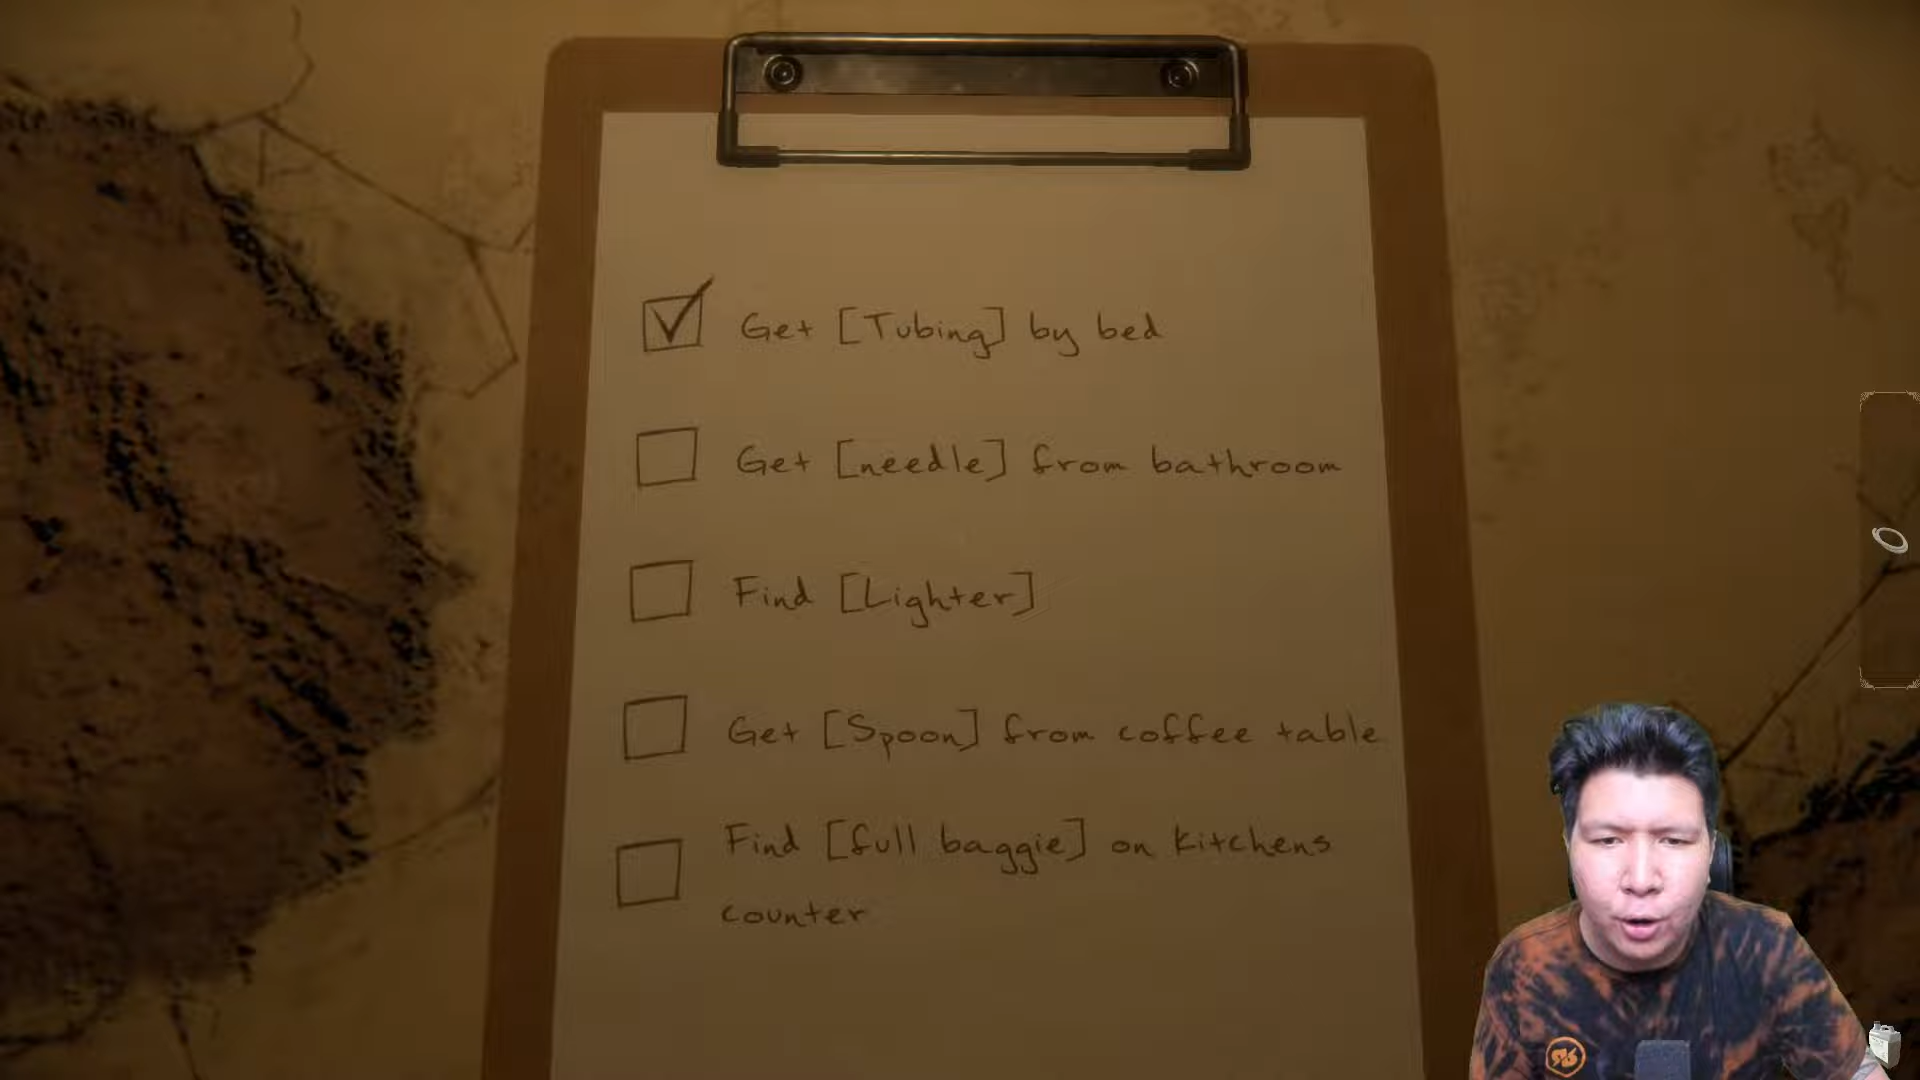 Get [Tubing] by bed
Get [needle] from bathroom
Find [Lighter]
Get [Spoon] from coffee table
Find [full baggie] on kitchens
counter